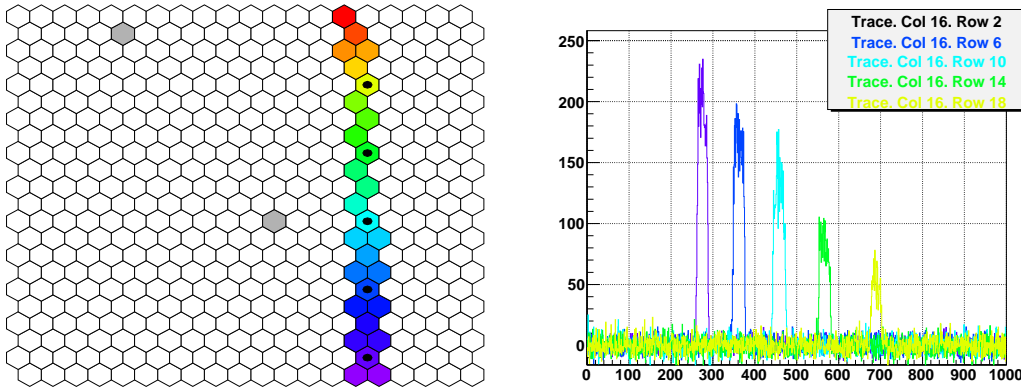 Trace. Col 16. Row 2
Trace. Col 16. Row 6
Trace. Col 16. Row 10
Trace. Col 16. Row 14
Trace. Col 16. Row 18
250
200
150
100
50
0
0 100 200 300 400 500 600 700 800 900 1000